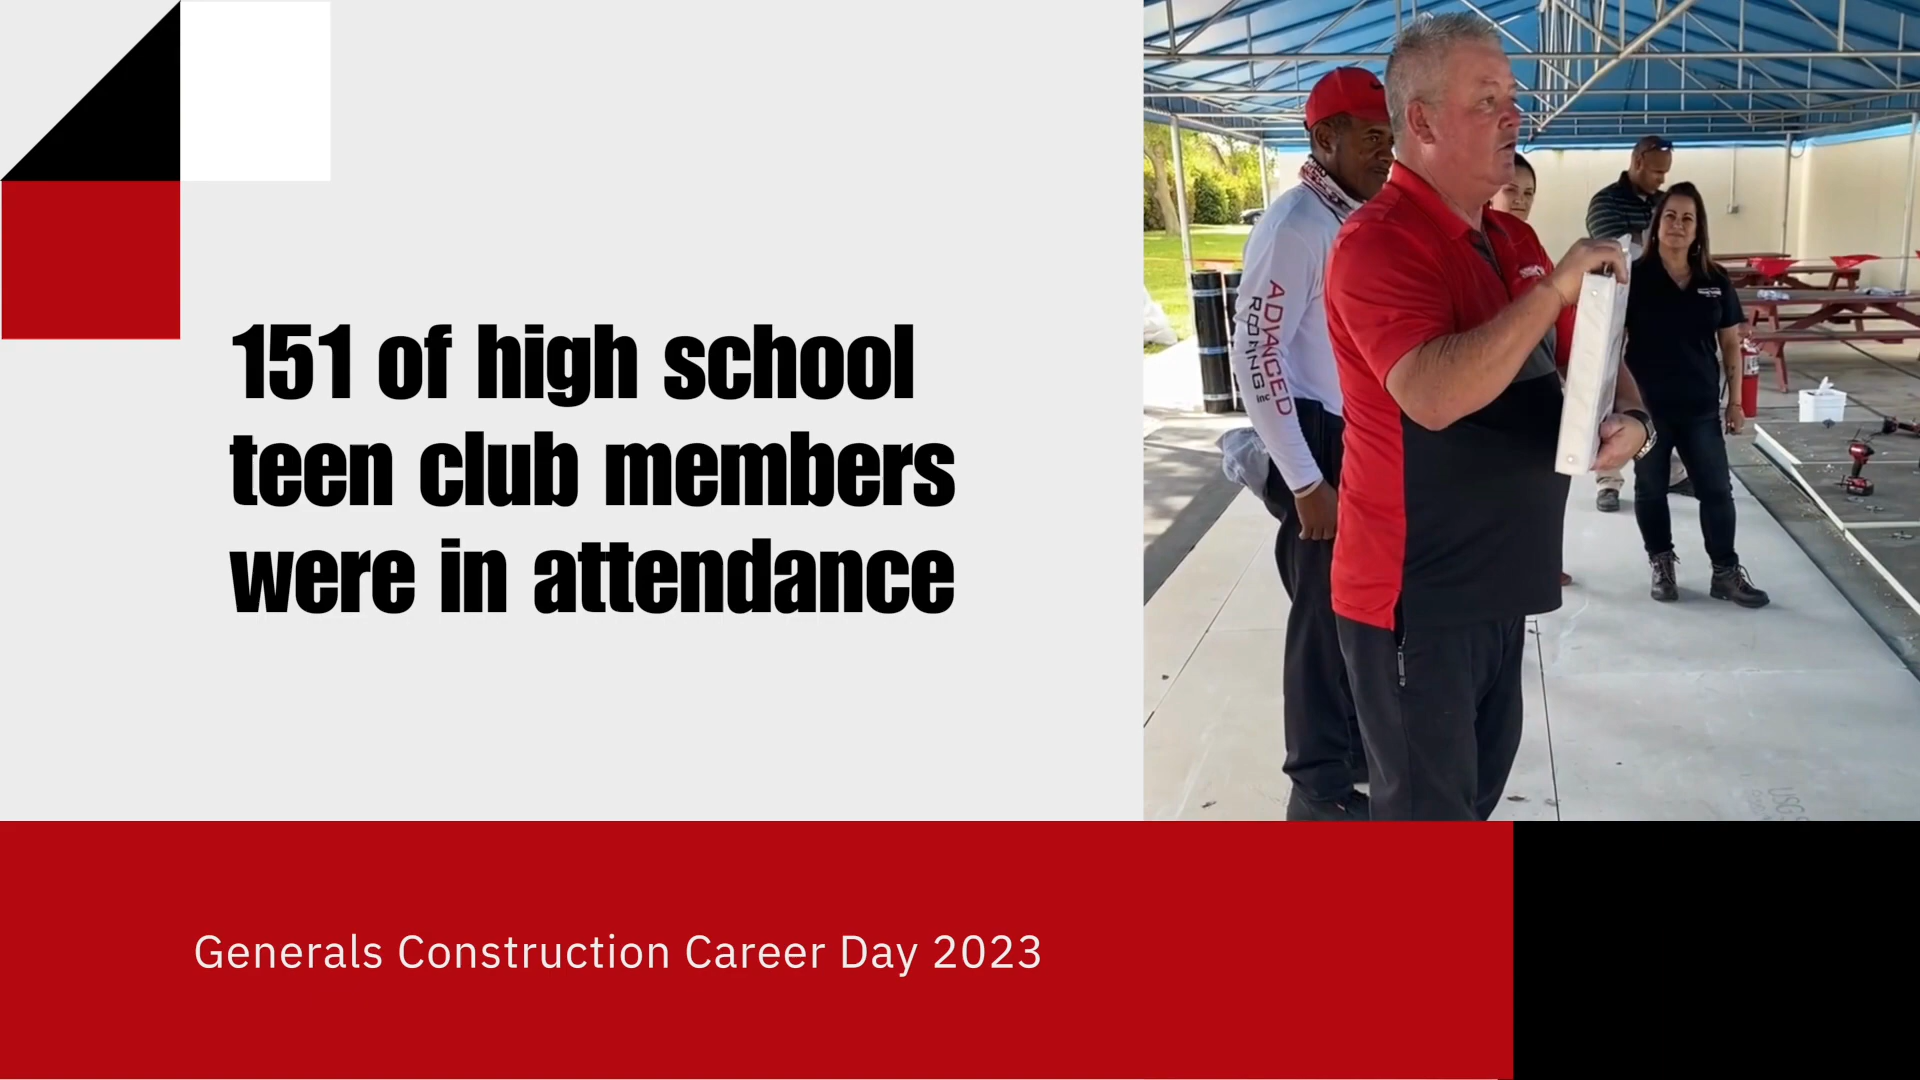 151 of high school
teen club members
were in attendance
ADVANCED
ROOFING
inc
Generals Construction Career Day 2023